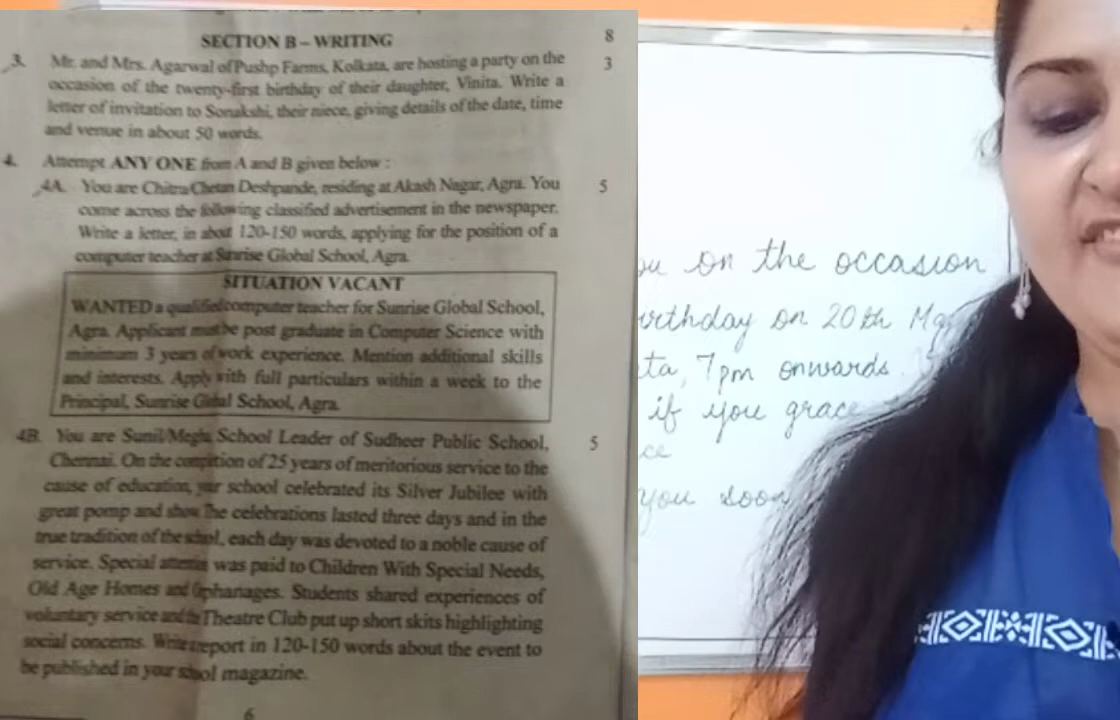 SECTION B – WRITING
8
3. Mr. and Mrs. Agarwal of Pushp Farms, Kolkata, are hosting a party on the
3
occasion of the twenty-first birthday of their daughter, Vinita. Write a
letter of invitation to Sonakshi, their niece, giving details of the date, time
and venue in about 50 words.
4. Attempt ANY ONE from A and B given below :
4A. You are Chitra/Chetan Deshpande, residing at Akash Nagar, Agra. You
5
come across the following classified advertisement in the newspaper.
Write a letter, in about 120-150 words, applying for the position of a
computer teacher at Sunrise Global School, Agra.
SITUATION VACANT
WANTED a qualified computer teacher for Sunrise Global School,
Agra. Applicant must be post graduate in Computer Science with
minimum 3 years of work experience. Mention additional skills
and interests. Apply with full particulars within a week to the
Principal, Sunrise Global School, Agra.
4B. You are Sunil/Megha, School Leader of Sudheer Public School,
5
Chennai. On the completion of 25 years of meritorious service to the
cause of education, your school celebrated its Silver Jubilee with
great pomp and show. The celebrations lasted three days and in the
true tradition of the school, each day was devoted to a noble cause of
service. Special attention was paid to Children With Special Needs,
Old Age Homes and Orphanages. Students shared experiences of
voluntary service and the Theatre Club put up short skits highlighting
social concerns. Write a report in 120-150 words about the event to
be published in your school magazine.
6
ou on the occasion
irthday on 20th Ma
ta, 7pm onwards.
if you grace
ce
you soon